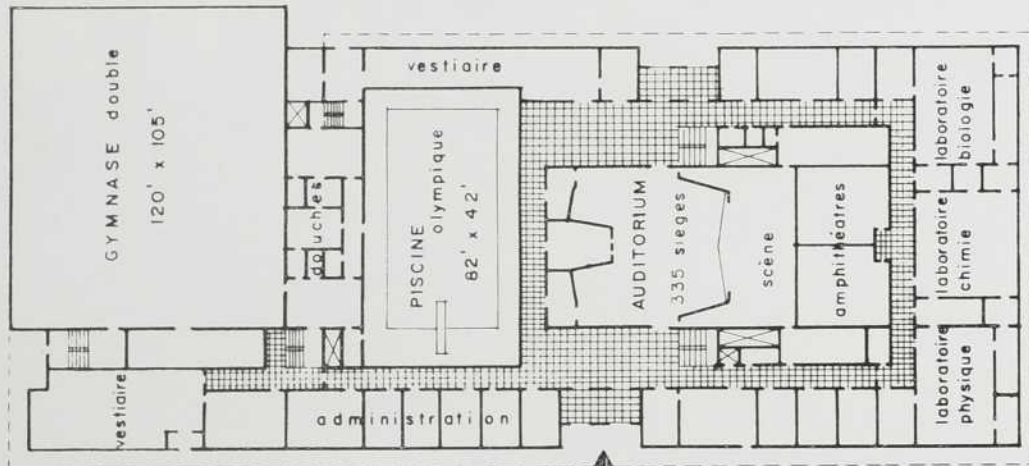 GYMNASE double
120' x 105'
vestiaire
douches
PISCINE
olympique
82' x 42'
vestiaire
administration
AUDITORIUM
335 sieges
scène
amphithéatres
laboratoire
biologie
laboratoire
chimie
laboratoire
physique